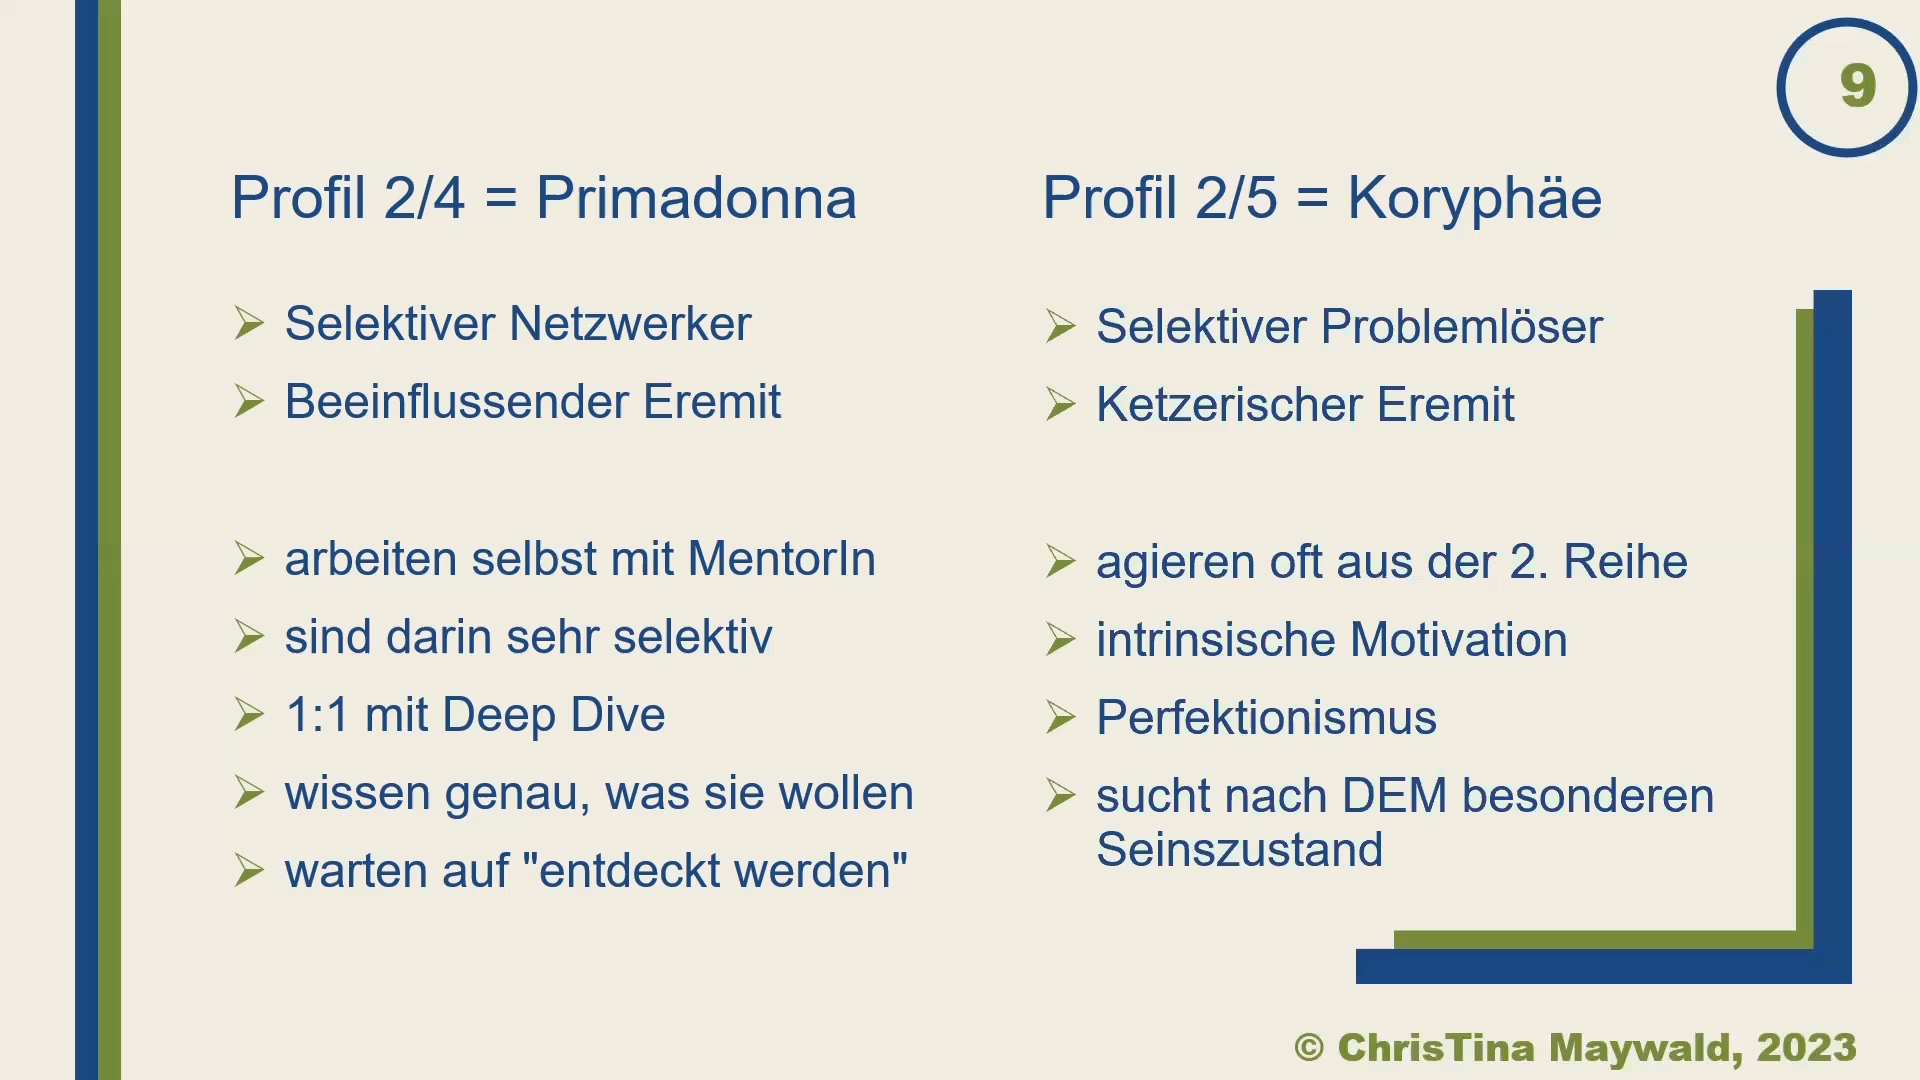 9
Profil 2/4 = Primadonna
Selektiver Netzwerker
Beeinflussender Eremit
arbeiten selbst mit MentorIn
sind darin sehr selektiv
1:1 mit Deep Dive
wissen genau, was sie wollen
warten auf "entdeckt werden"
Profil 2/5 = Koryphäe
Selektiver Problemlöser
Ketzerischer Eremit
agieren oft aus der 2. Reihe
intrinsische Motivation
Perfektionismus
sucht nach DEM besonderen
Seinszustand
© ChrisTina Maywald, 2023